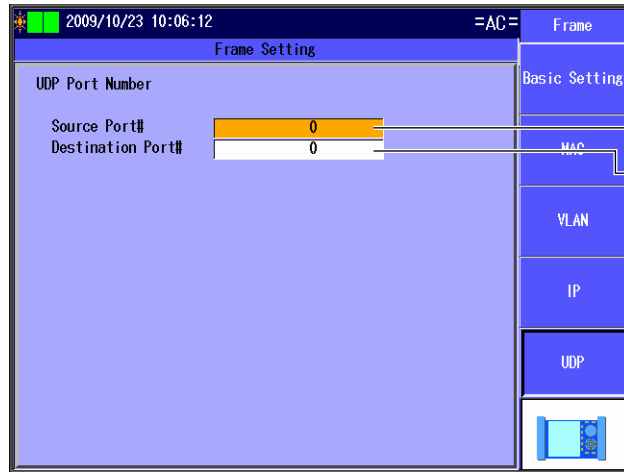 2009/10/23 10:06:12 =AC= Frame
Frame Setting
Basic Setting
UDP Port Number
Source Port# 0
Destination Port# 0
MAC
VLAN
IP
UDP